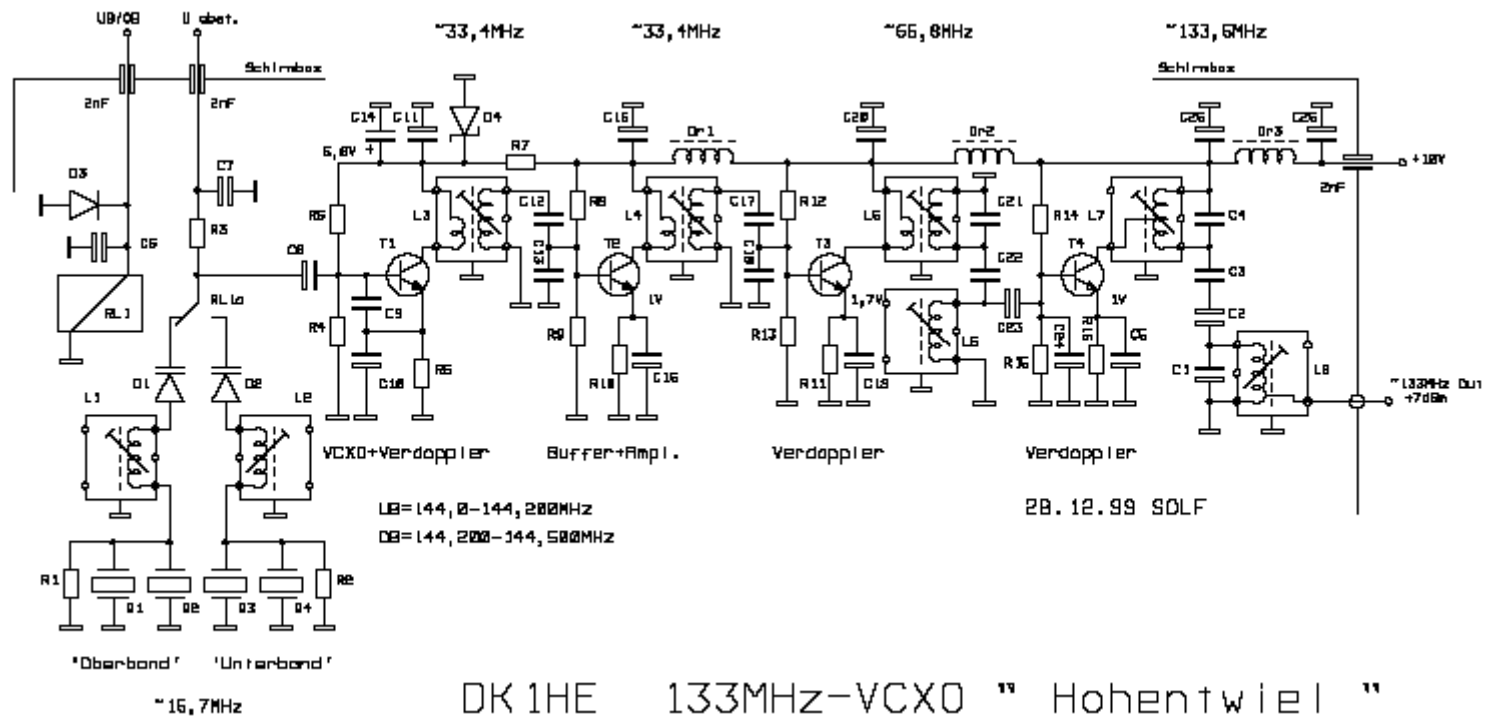 UB/OB
U abst.
~33,4MHz
~33,4MHz
~66,8MHz
~133,6MHz
Schirmbox
Schirmbox
2nF
2nF
C14
C11
D4
C15
Dr1
C20
Dr2
C26
C26
Dr3
6,8V +
R7
+10V
2nF
D3
C7
R3
C6
RL1
RL1a
R5
C8
L3
C12
C13
R8
L4
C17
C18
R12
L6
C21
C22
R14
L7
C4
C3
T1
T2
T3
T4
1V
1,7V
1V
C9
R4
C10
R6
R9
R10
C16
R13
R11
C19
L5
C23
R16
C24
R15
C5
C2
C1
L8
D1
D2
L1
L2
~133MHz Out
+7dBm
VCXO+Verdoppler
Buffer+Ampl.
Verdoppler
Verdoppler
UB=144,0-144,200MHz
OB=144,200-144,500MHz
28.12.99 SOLF
R1
Q1
Q2
Q3
Q4
R2
"Oberband"
"Unterband"
~16,7MHz
DK1HE 133MHz-VCXO " Hohentwiel "